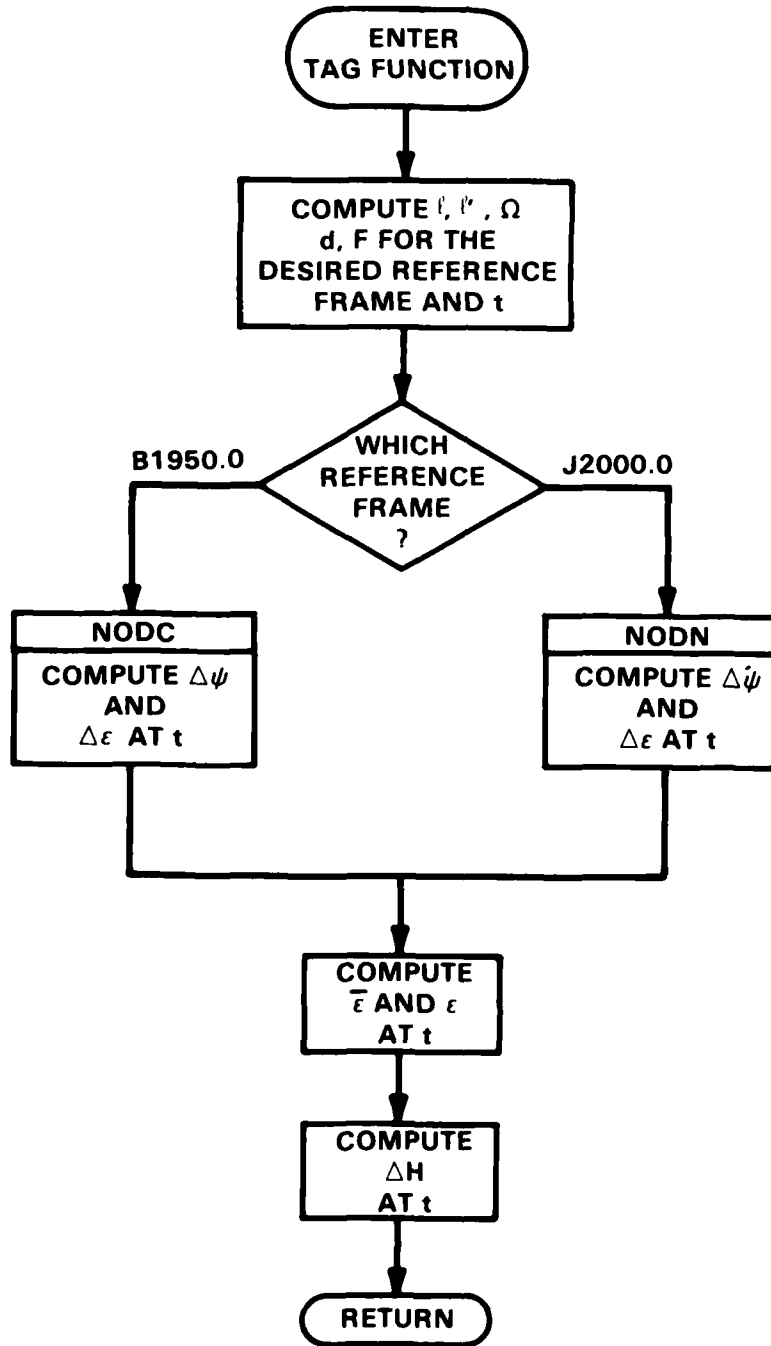 ENTER
TAG FUNCTION
COMPUTE ℓ, ℓ', Ω
d, F FOR THE
DESIRED REFERENCE
FRAME AND t
WHICH
REFERENCE
FRAME
?
B1950.0
J2000.0
NODC
COMPUTE Δψ
AND
Δε AT t
NODN
COMPUTE Δψ
AND
Δε AT t
COMPUTE
ε̅ AND ε
AT t
COMPUTE
ΔH
AT t
RETURN